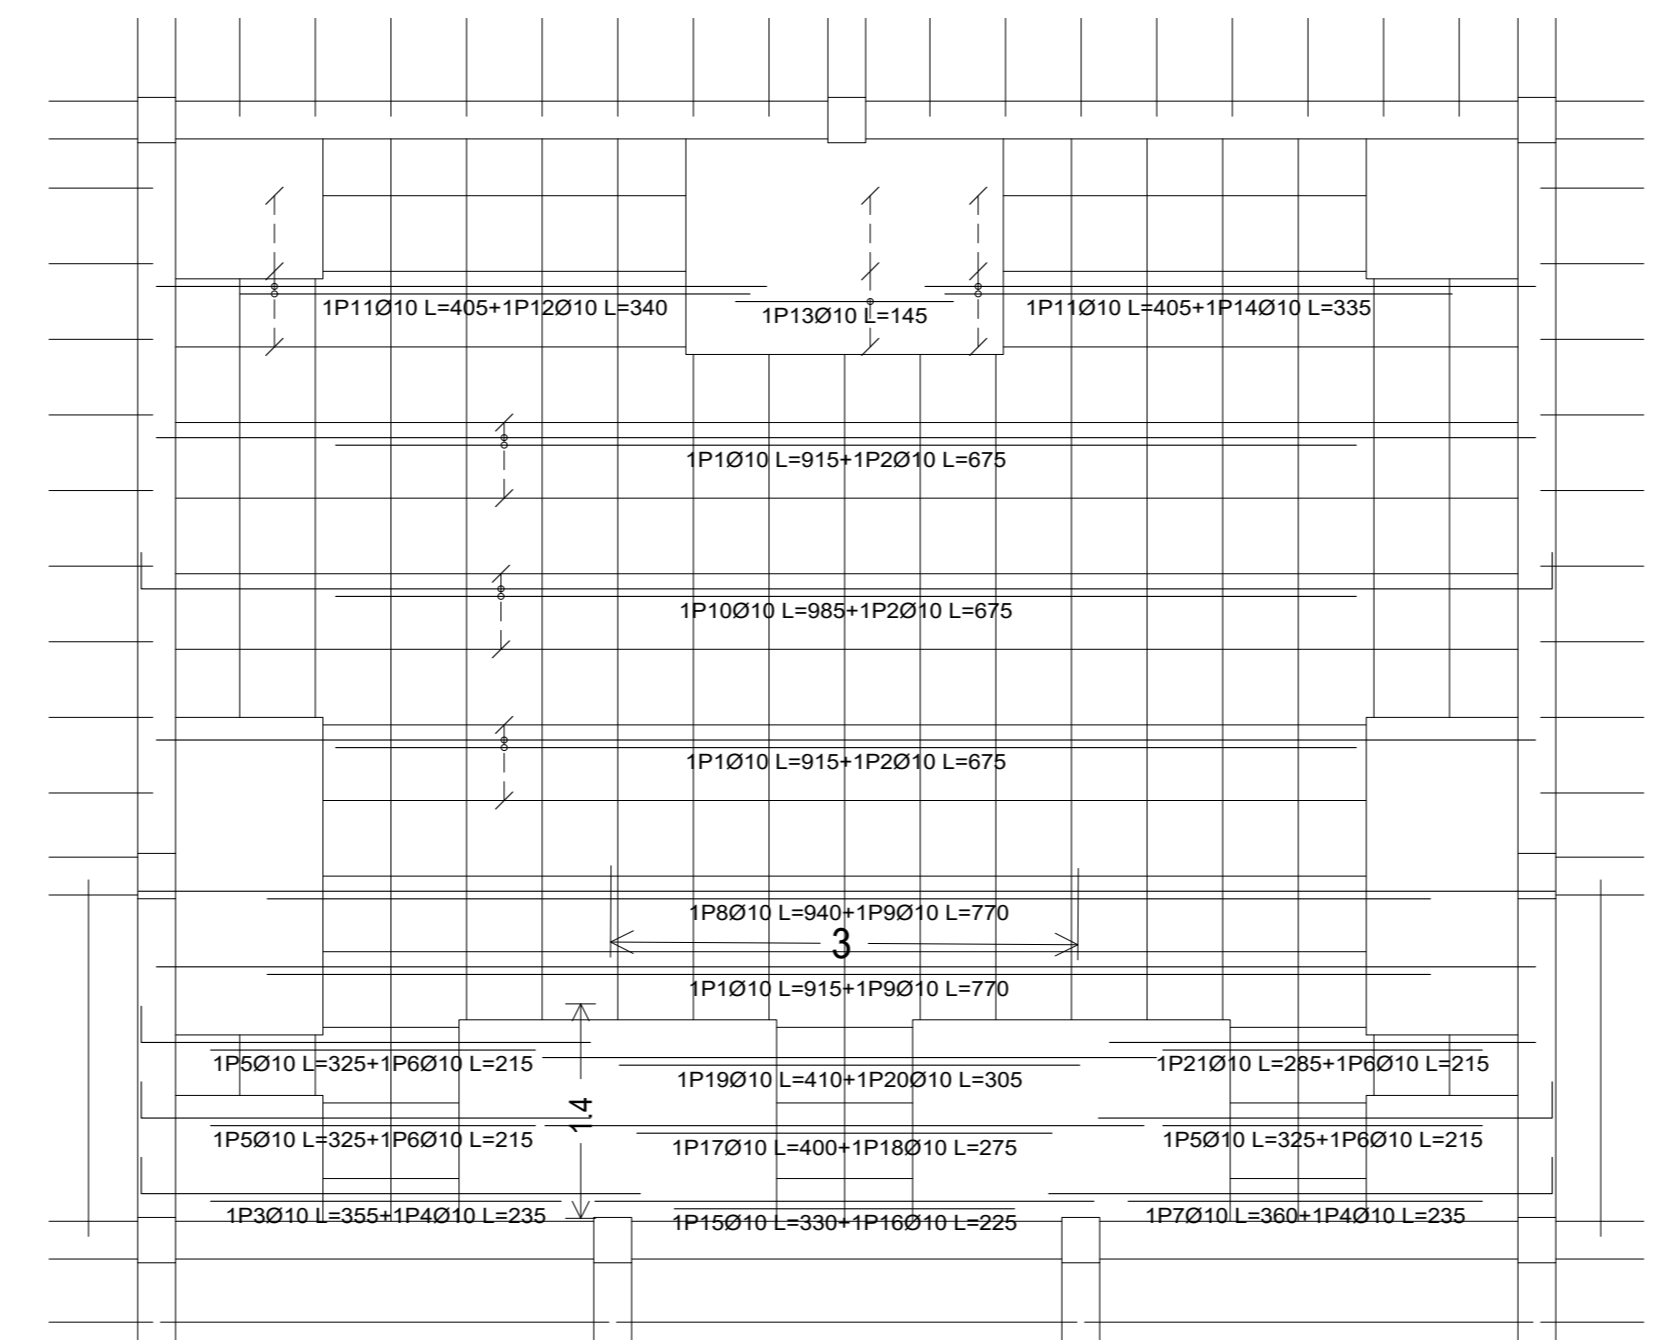 1P11Ø10 L=405+1P12Ø10 L=340
1P13Ø10 L=145
1P11Ø10 L=405+1P14Ø10 L=335
1P1Ø10 L=915+1P2Ø10 L=675
1P10Ø10 L=985+1P2Ø10 L=675
1P1Ø10 L=915+1P2Ø10 L=675
1P8Ø10 L=940+1P9Ø10 L=770
3
1P1Ø10 L=915+1P9Ø10 L=770
1P5Ø10 L=325+1P6Ø10 L=215
1P19Ø10 L=410+1P20Ø10 L=305
1P21Ø10 L=285+1P6Ø10 L=215
1.4
1P5Ø10 L=325+1P6Ø10 L=215
1P17Ø10 L=400+1P18Ø10 L=275
1P5Ø10 L=325+1P6Ø10 L=215
1P3Ø10 L=355+1P4Ø10 L=235
1P15Ø10 L=330+1P16Ø10 L=225
1P7Ø10 L=360+1P4Ø10 L=235